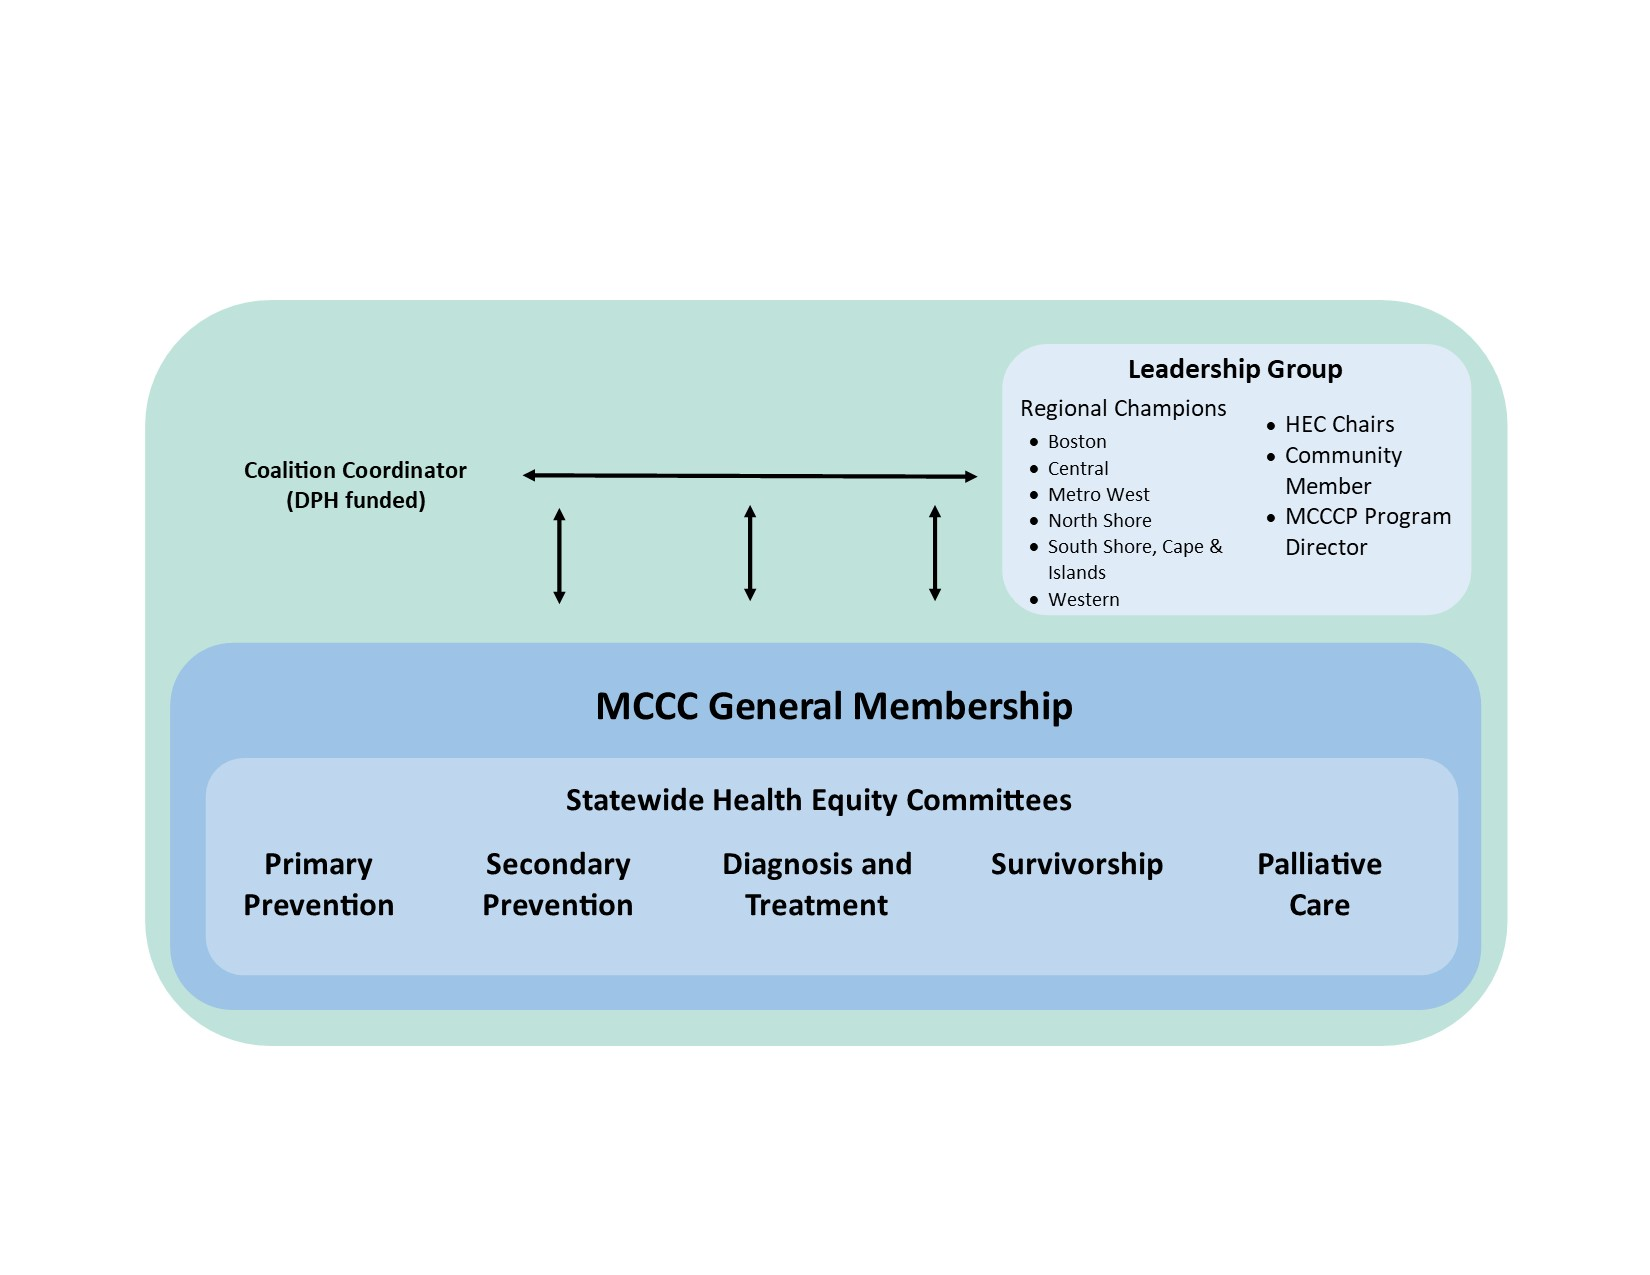 Leadership Group
Regional Champions
• Boston
• Central
• Metro West
• North Shore
• South Shore, Cape &
Islands
• Western
• HEC Chairs
• Community
Member
• MCCCP Program
Director
Coalition Coordinator
(DPH funded)
MCCC General Membership
Statewide Health Equity Committees
Primary
Prevention
Secondary
Prevention
Diagnosis and
Treatment
Survivorship
Palliative
Care